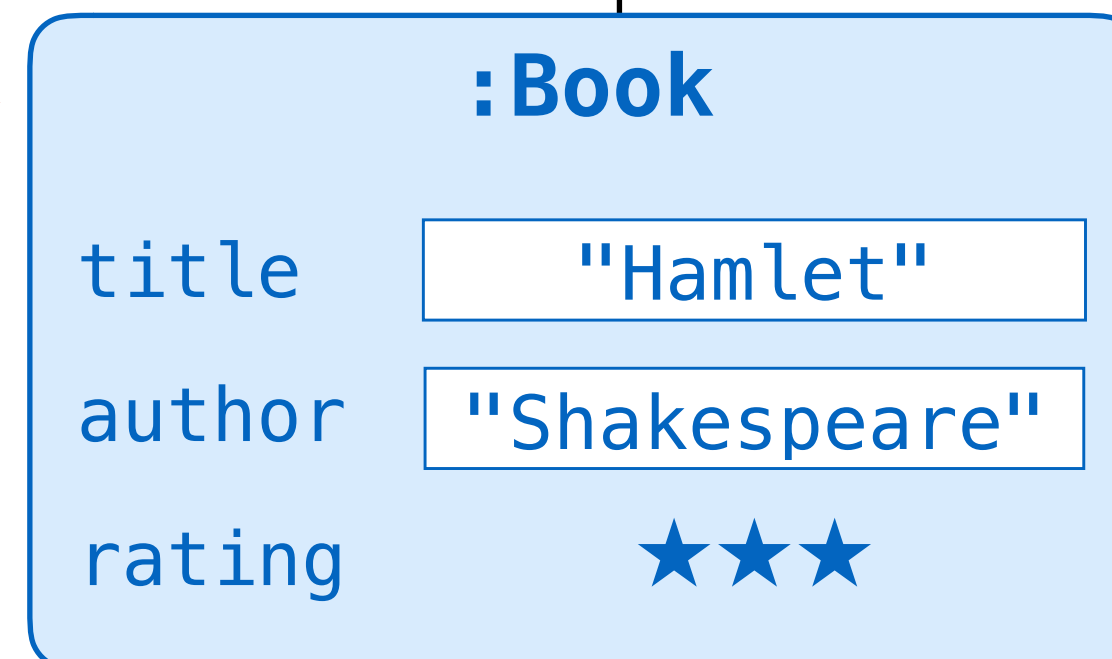 :Book
title "Hamlet"
author "Shakespeare"
rating ★★★